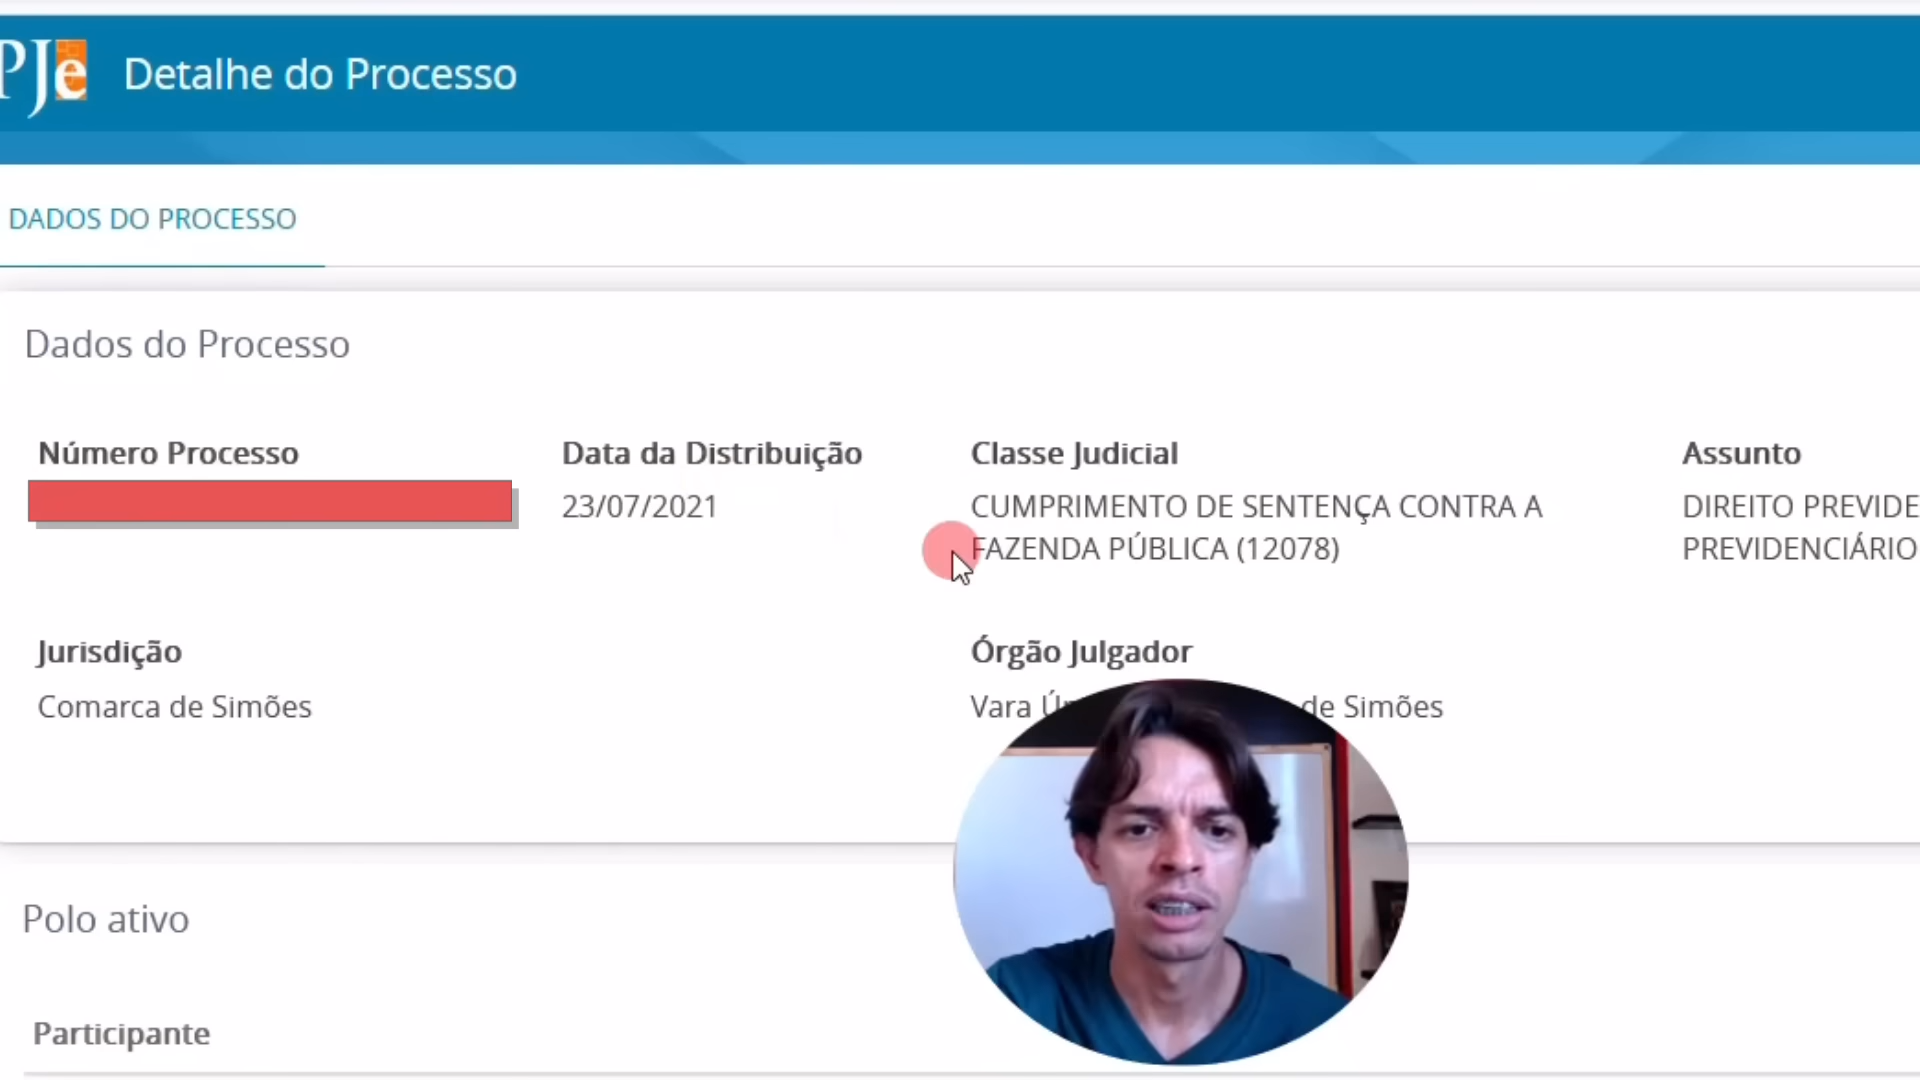 PJe Detalhe do Processo
DADOS DO PROCESSO
Dados do Processo
Número Processo
Data da Distribuição
23/07/2021
Classe Judicial
CUMPRIMENTO DE SENTENÇA CONTRA A
FAZENDA PÚBLICA (12078)
Assunto
DIREITO PREVIDE
PREVIDENCIÁRIO
Jurisdição
Comarca de Simões
Órgão Julgador
Vara de Simões
Polo ativo
Participante